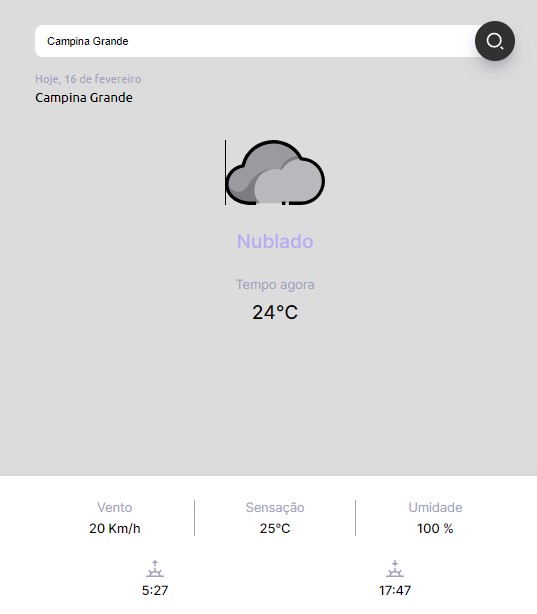 Campina Grande
Hoje, 16 de fevereiro
Campina Grande
Nublado
Tempo agora
24°C
Vento Sensação Umidade
20 Km/h 25°C 100 %
5:27 17:47